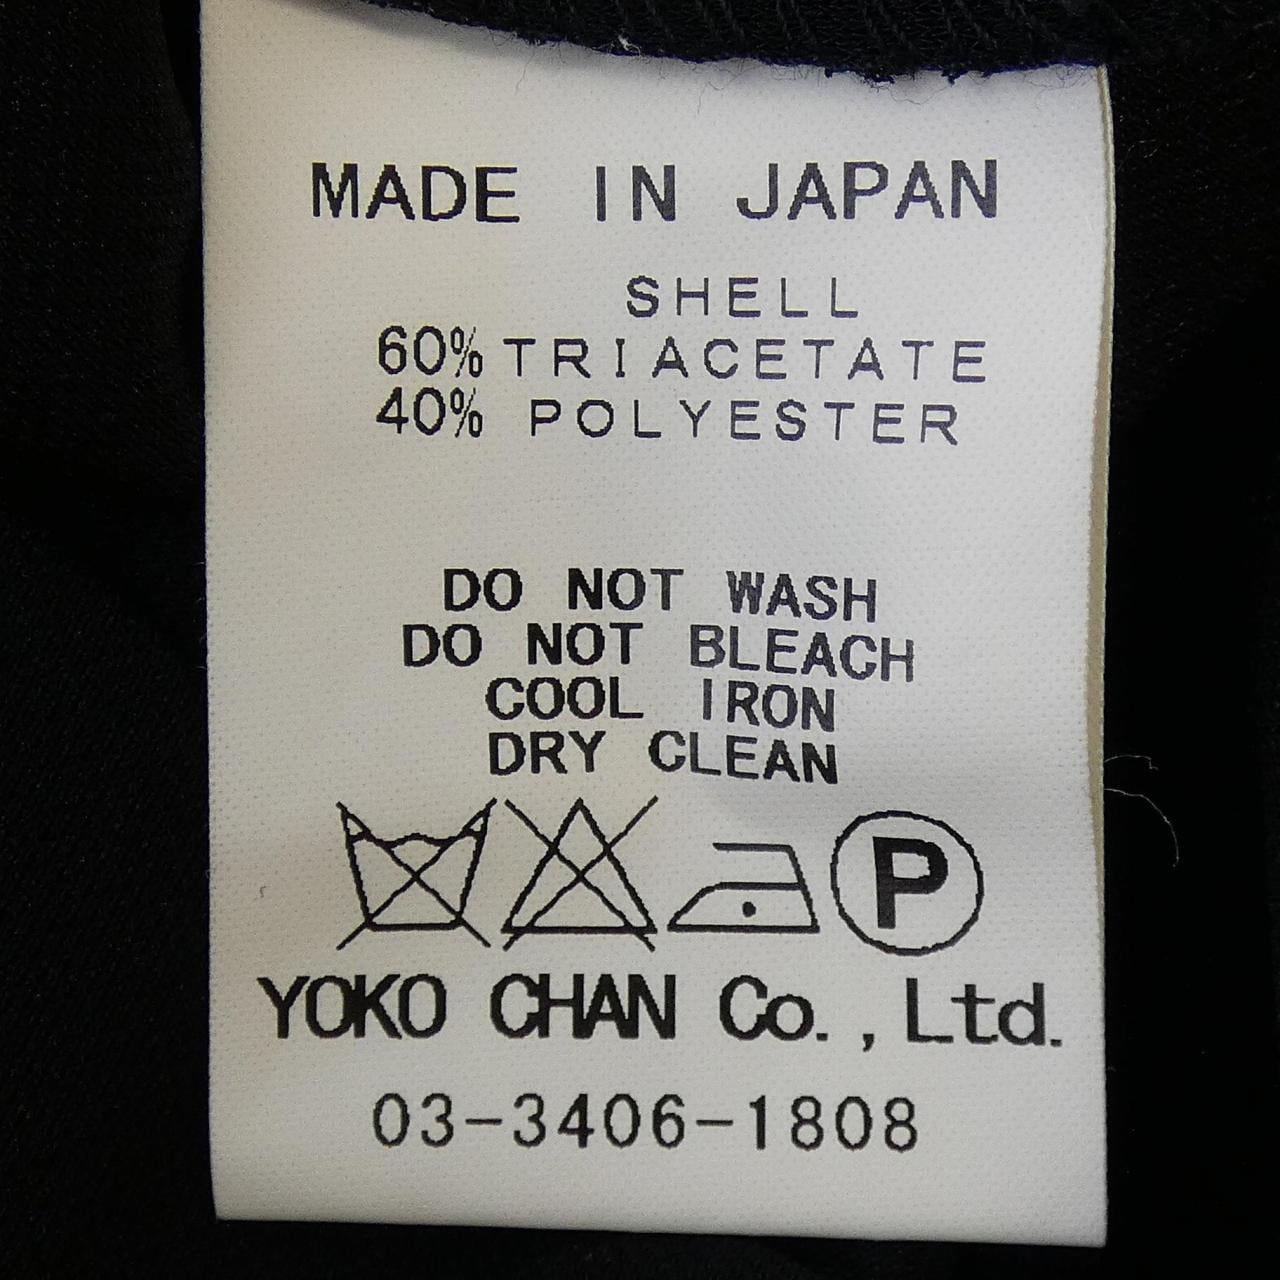 MADE IN JAPAN
SHELL
60% TRIACETATE
40% POLYESTER
DO NOT WASH
DO NOT BLEACH
COOL IRON
DRY CLEAN
P
YOKO CHAN Co., Ltd.
03-3406-1808